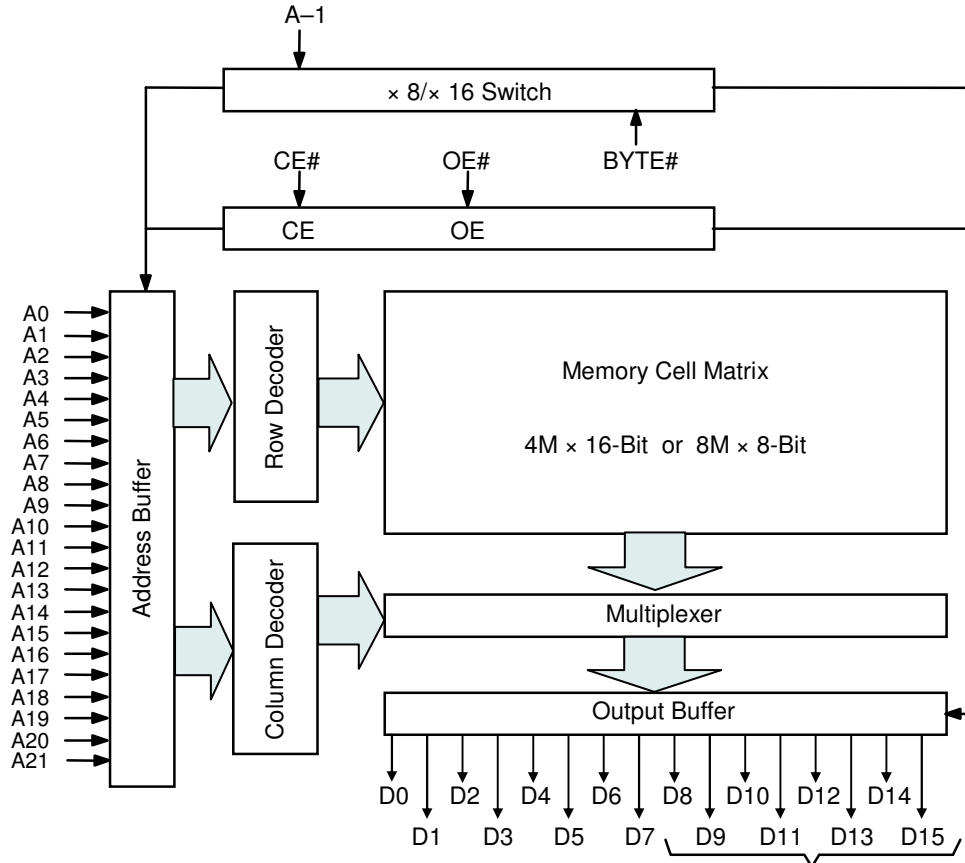 A–1
× 8/× 16 Switch
CE#
OE#
BYTE#
CE
OE
A0
A1
A2
A3
A4
A5
A6
A7
A8
A9
A10
A11
A12
A13
A14
A15
A16
A17
A18
A19
A20
A21
Address Buffer
Row Decoder
Column Decoder
Memory Cell Matrix
4M × 16-Bit or 8M × 8-Bit
Multiplexer
Output Buffer
D0 D2 D4 D6 D8 D10 D12 D14
D1 D3 D5 D7 D9 D11 D13 D15